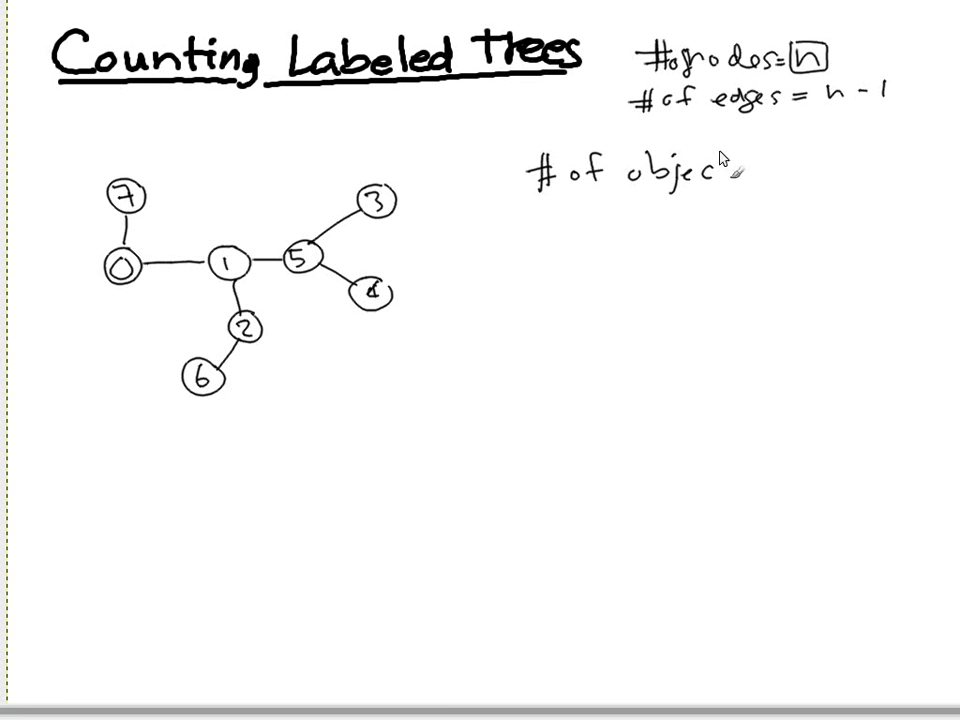 Counting Labeled Trees
# of nodes = n
# of edges = n - 1
# of objec
7
3
0
1
5
4
2
6